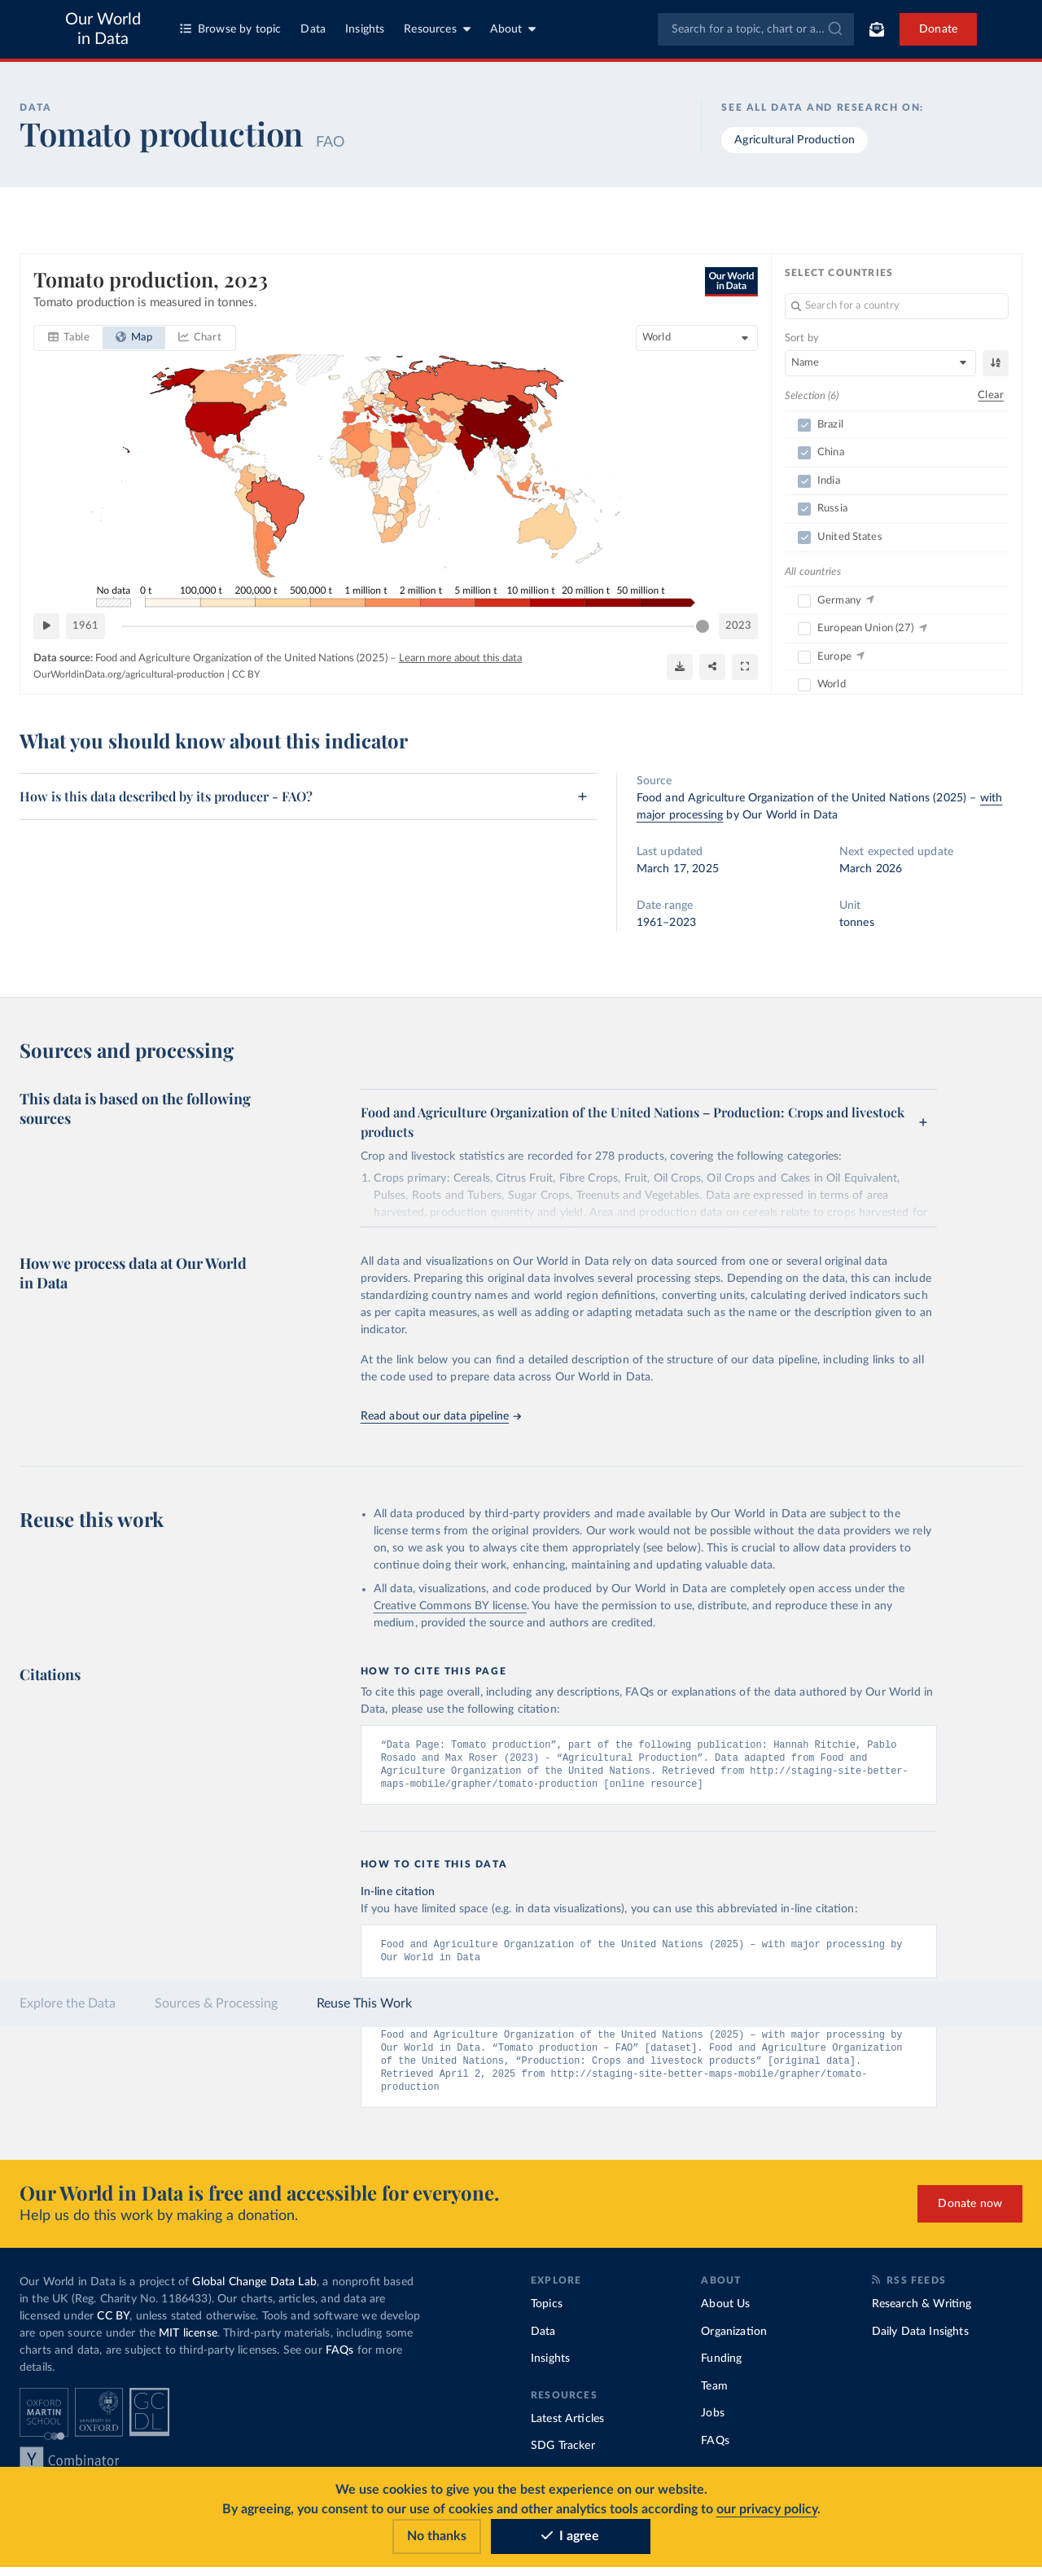 Our World
in Data
Browse by topic
Data
Insights
Resources
About
Search for a topic, chart or a...
Donate
DATA
Tomato production FAO
SEE ALL DATA AND RESEARCH ON:
Agricultural Production
Tomato production, 2023
Tomato production is measured in tonnes.
Our World
in Data
Table
Map
Chart
World
No data
0 t
100,000 t
200,000 t
500,000 t
1 million t
2 million t
5 million t
10 million t
20 million t
50 million t
1961
2023
Data source: Food and Agriculture Organization of the United Nations (2025) – Learn more about this data
OurWorldinData.org/agricultural-production | CC BY
SELECT COUNTRIES
Search for a country
Sort by
Name
Selection (6)
Clear
Brazil
China
India
Russia
United States
All countries
Germany
European Union (27)
Europe
World
What you should know about this indicator
How is this data described by its producer - FAO?
Source
Food and Agriculture Organization of the United Nations (2025) – with
major processing by Our World in Data
Last updated
March 17, 2025
Next expected update
March 2026
Date range
1961–2023
Unit
tonnes
Sources and processing
This data is based on the following
sources
Food and Agriculture Organization of the United Nations – Production: Crops and livestock
products
Crop and livestock statistics are recorded for 278 products, covering the following categories:
1. Crops primary: Cereals, Citrus Fruit, Fibre Crops, Fruit, Oil Crops, Oil Crops and Cakes in Oil Equivalent,
Pulses, Roots and Tubers, Sugar Crops, Treenuts and Vegetables. Data are expressed in terms of area
harvested, production quantity and yield. Area and production data on cereals relate to crops harvested for
How we process data at Our World
in Data
All data and visualizations on Our World in Data rely on data sourced from one or several original data
providers. Preparing this original data involves several processing steps. Depending on the data, this can include
standardizing country names and world region definitions, converting units, calculating derived indicators such
as per capita measures, as well as adding or adapting metadata such as the name or the description given to an
indicator.
At the link below you can find a detailed description of the structure of our data pipeline, including links to all
the code used to prepare data across Our World in Data.
Read about our data pipeline →
Reuse this work
• All data produced by third-party providers and made available by Our World in Data are subject to the
license terms from the original providers. Our work would not be possible without the data providers we rely
on, so we ask you to always cite them appropriately (see below). This is crucial to allow data providers to
continue doing their work, enhancing, maintaining and updating valuable data.
• All data, visualizations, and code produced by Our World in Data are completely open access under the
Creative Commons BY license. You have the permission to use, distribute, and reproduce these in any
medium, provided the source and authors are credited.
Citations
HOW TO CITE THIS PAGE
To cite this page overall, including any descriptions, FAQs or explanations of the data authored by Our World in
Data, please use the following citation:
“Data Page: Tomato production”, part of the following publication: Hannah Ritchie, Pablo
Rosado and Max Roser (2023) - “Agricultural Production”. Data adapted from Food and
Agriculture Organization of the United Nations. Retrieved from http://staging-site-better-
maps-mobile/grapher/tomato-production [online resource]
HOW TO CITE THIS DATA
In-line citation
If you have limited space (e.g. in data visualizations), you can use this abbreviated in-line citation:
Food and Agriculture Organization of the United Nations (2025) – with major processing by
Our World in Data
Explore the Data
Sources & Processing
Reuse This Work
Food and Agriculture Organization of the United Nations (2025) – with major processing by
Our World in Data. “Tomato production – FAO” [dataset]. Food and Agriculture Organization
of the United Nations, “Production: Crops and livestock products” [original data].
Retrieved April 2, 2025 from http://staging-site-better-maps-mobile/grapher/tomato-
production
Our World in Data is free and accessible for everyone.
Help us do this work by making a donation.
Donate now
Our World in Data is a project of Global Change Data Lab, a nonprofit based
in the UK (Reg. Charity No. 1186433). Our charts, articles, and data are
licensed under CC BY, unless stated otherwise. Tools and software we develop
are open source under the MIT license. Third-party materials, including some
charts and data, are subject to third-party licenses. See our FAQs for more
details.
OXFORD
MARTIN
SCHOOL
UNIVERSITY OF
OXFORD
GC
DL
Y Combinator
EXPLORE
Topics
Data
Insights
RESOURCES
Latest Articles
SDG Tracker
ABOUT
About Us
Organization
Funding
Team
Jobs
FAQs
RSS FEEDS
Research & Writing
Daily Data Insights
We use cookies to give you the best experience on our website.
By agreeing, you consent to our use of cookies and other analytics tools according to our privacy policy.
No thanks
I agree